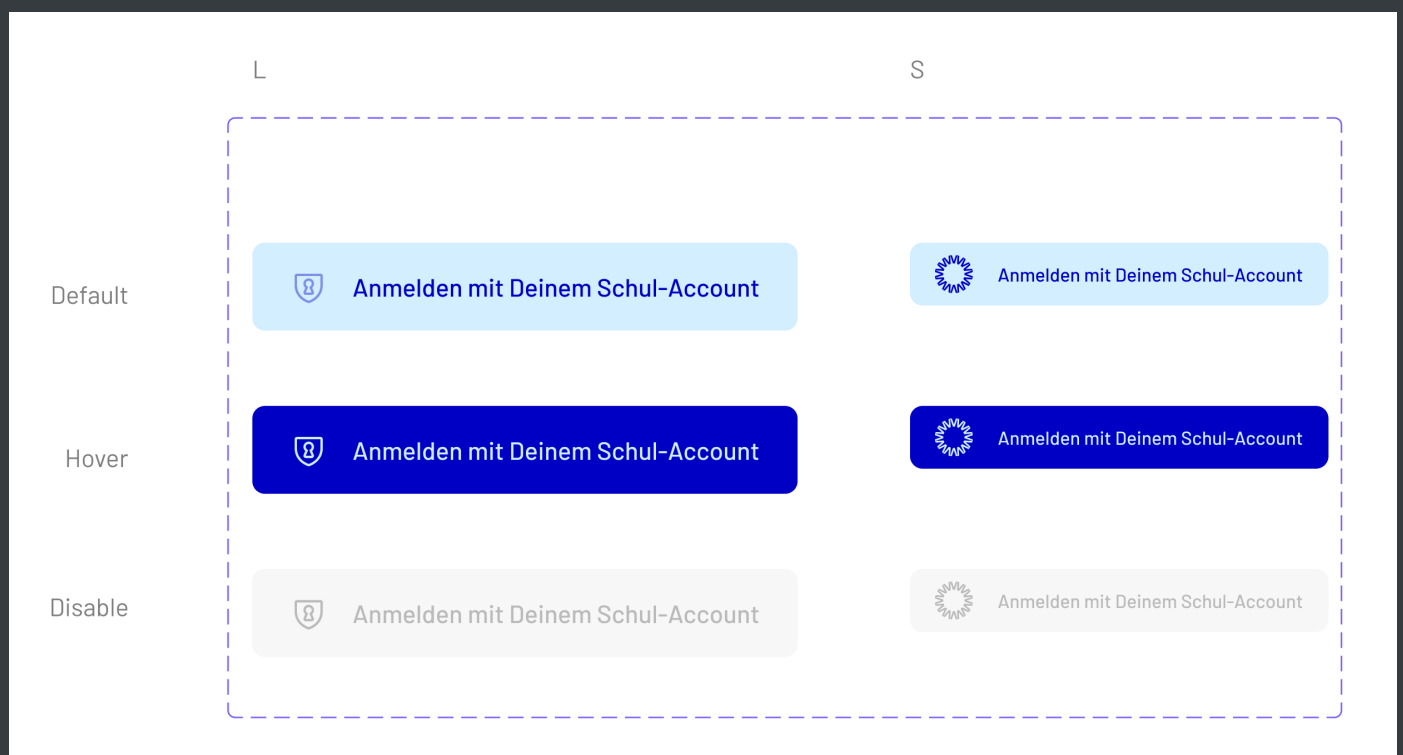 L
S
Default
Anmelden mit Deinem Schul-Account
Anmelden mit Deinem Schul-Account
Hover
Anmelden mit Deinem Schul-Account
Anmelden mit Deinem Schul-Account
Disable
Anmelden mit Deinem Schul-Account
Anmelden mit Deinem Schul-Account